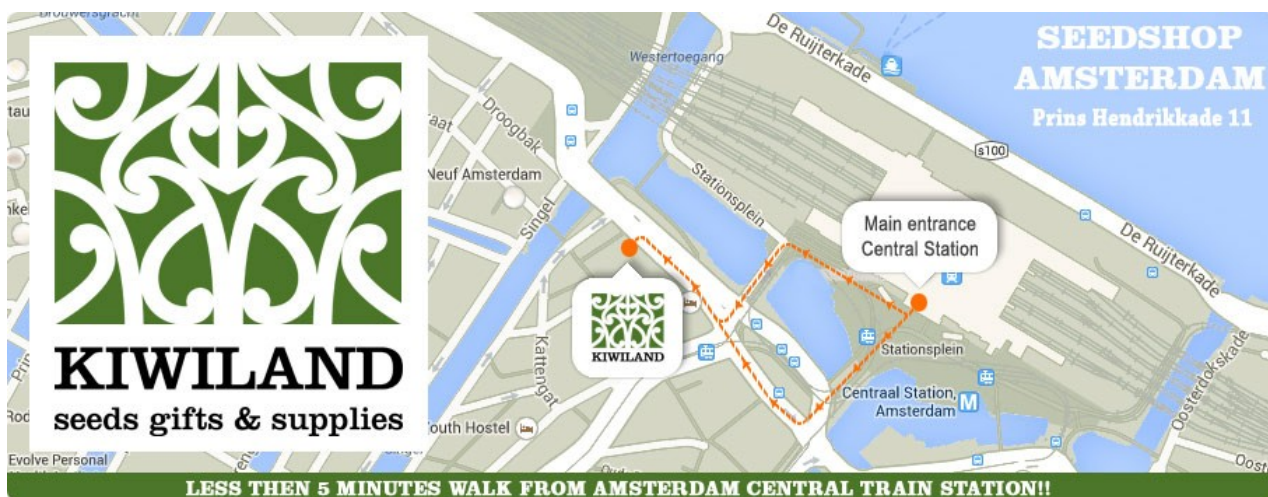 Brouwersgracht
Westertoegang
De Ruijterkade
SEEDSHOP
AMSTERDAM
Prins Hendrikkade 11
Droogbak
s100
Neuf Amsterdam
Singel
Stationsplein
Main entrance
Central Station
De Ruijterkade
KIWILAND
Stationsplein
Kattengat
Oosterdokskade
KIWILAND
seeds gifts & supplies
Centraal Station,
Amsterdam
M
outh Hostel
Evolve Personal
LESS THEN 5 MINUTES WALK FROM AMSTERDAM CENTRAL TRAIN STATION!!